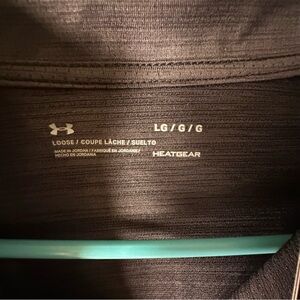 LG / G / G
LOOSE / COUPE LÂCHE / SUELTO
MADE IN JORDAN / FABRIQUÉ EN JORDANIE /
HECHO EN JORDANIA
HEATGEAR